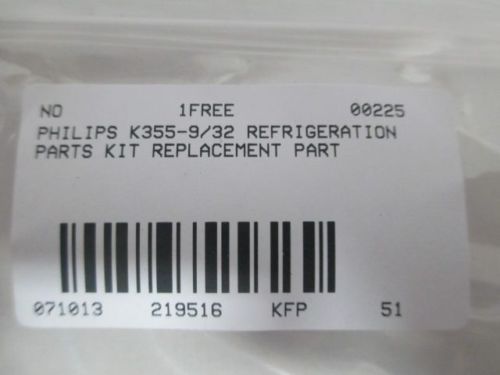 NO 1FREE 00225
PHILIPS K355-9/32 REFRIGERATION
PARTS KIT REPLACEMENT PART
071013 219516 KFP 51